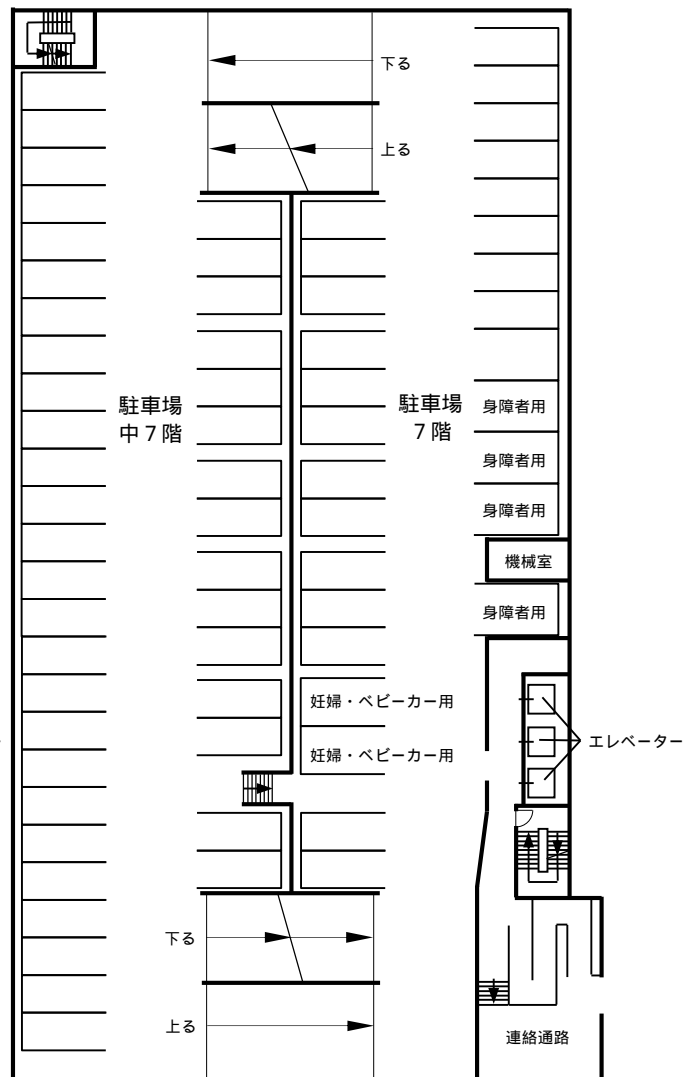 下る
上る
駐車場
中７階
駐車場
７階
身障者用
身障者用
身障者用
機械室
身障者用
妊婦・ベビーカー用
妊婦・ベビーカー用
エレベーター
下る
上る
連絡通路